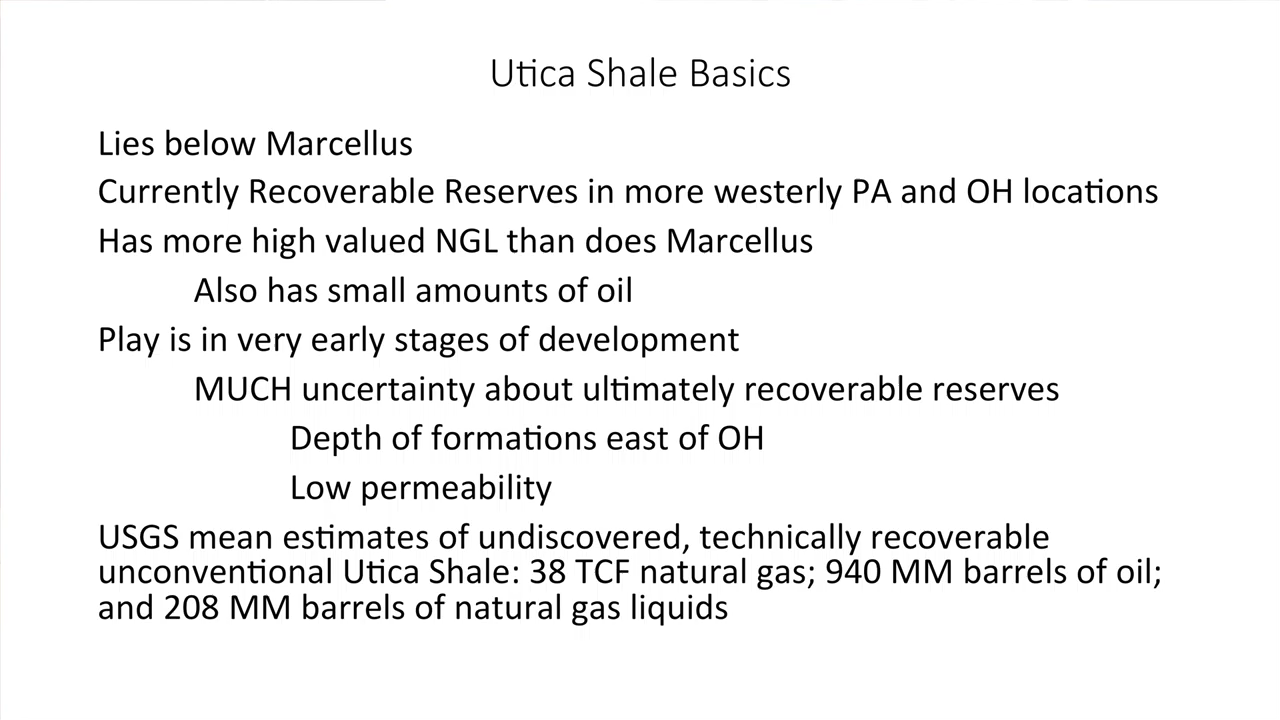 Utica Shale Basics
Lies below Marcellus
Currently Recoverable Reserves in more westerly PA and OH locations
Has more high valued NGL than does Marcellus
Also has small amounts of oil
Play is in very early stages of development
MUCH uncertainty about ultimately recoverable reserves
Depth of formations east of OH
Low permeability
USGS mean estimates of undiscovered, technically recoverable
unconventional Utica Shale: 38 TCF natural gas; 940 MM barrels of oil;
and 208 MM barrels of natural gas liquids